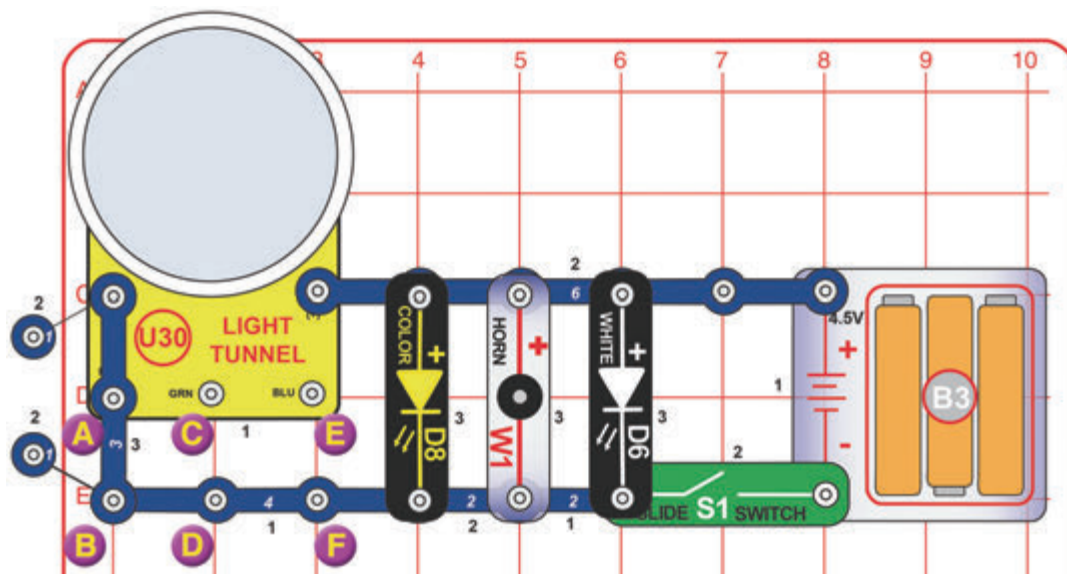 3 4 5 6 7 8 9 10
A
C
D
E
2
1
2
1
U30
LIGHT
TUNNEL
GRN
BLU
3
1
A
C
E
B
D
F
3
3
4
1
2
6
COLOR
+
D8
3
HORN
+
W1
3
WHITE
+
D6
3
2
2
2
1
2
SLIDE S1 SWITCH
4.5V
+
1
-
B3